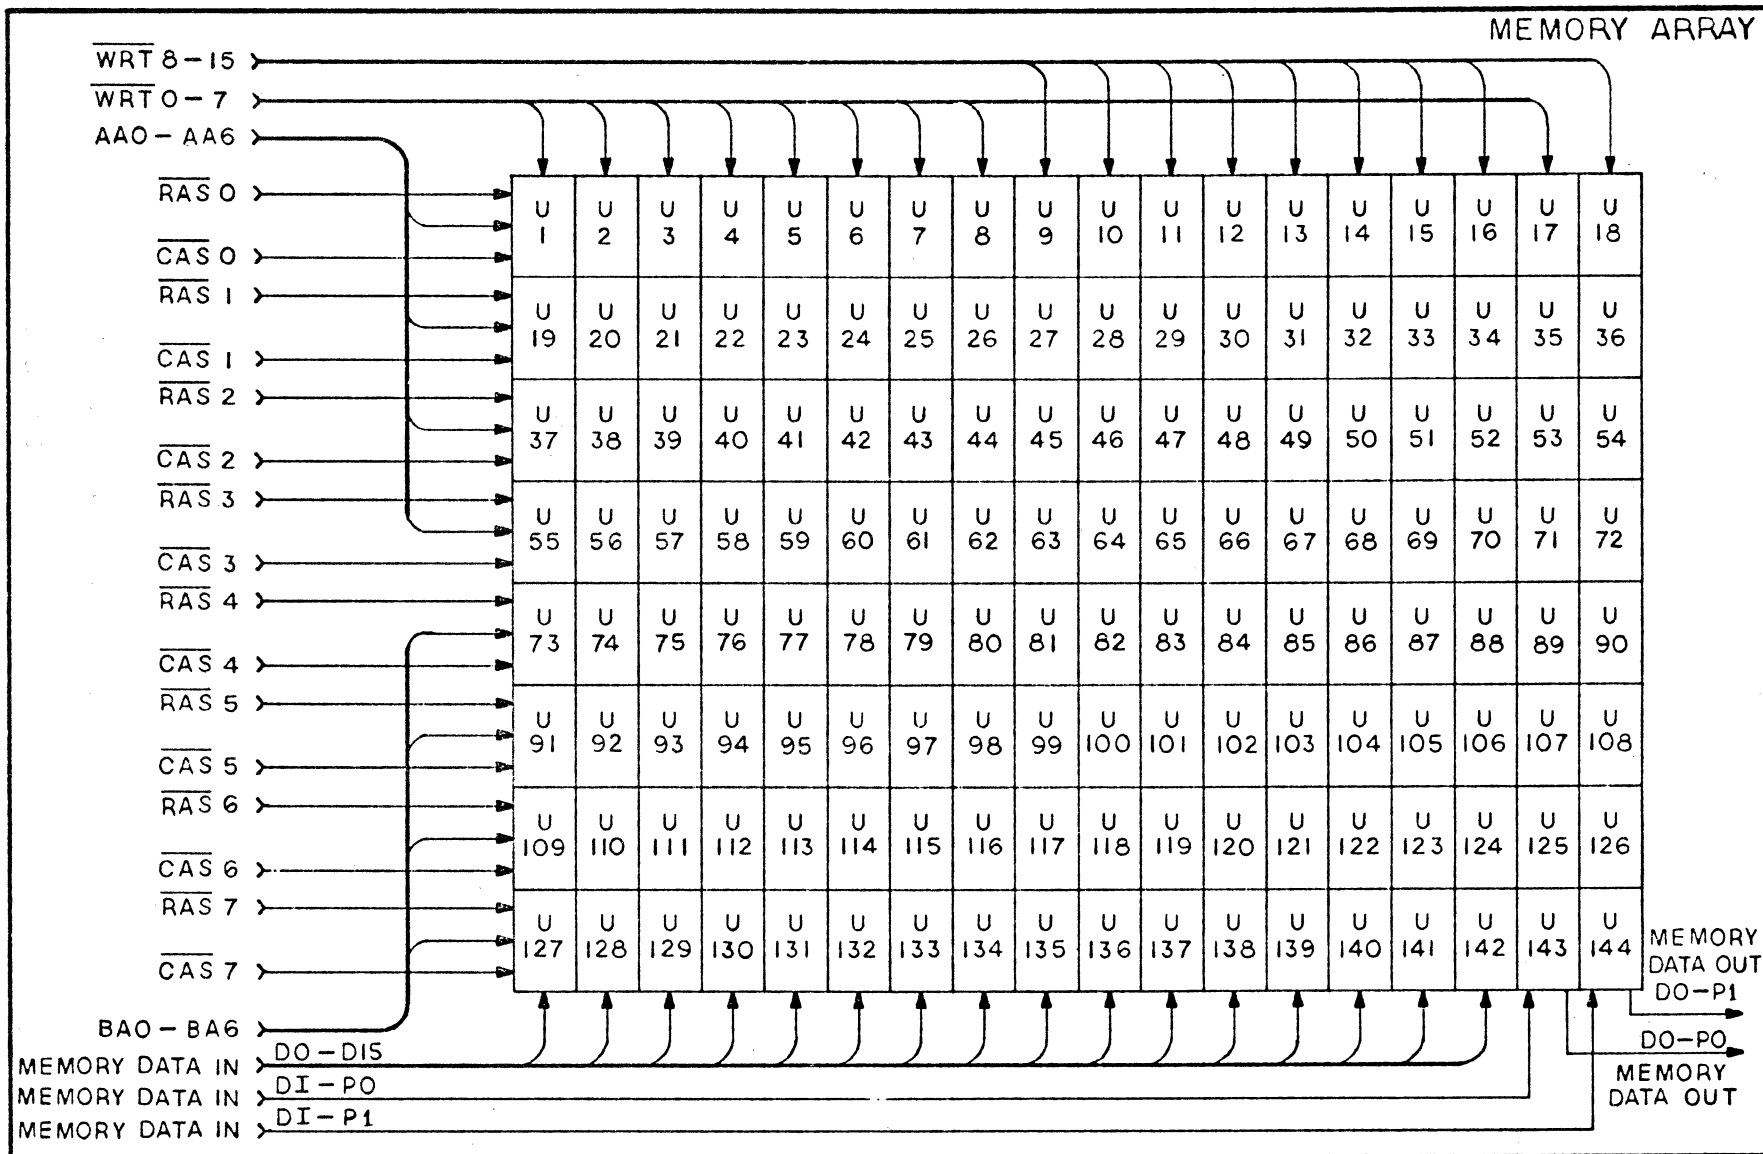 MEMORY ARRAY
WRT 8-15
WRT 0-7
AA0-AA6
RAS 0
CAS 0
RAS 1
CAS 1
RAS 2
CAS 2
RAS 3
CAS 3
RAS 4
CAS 4
RAS 5
CAS 5
RAS 6
CAS 6
RAS 7
CAS 7
BA0-BA6
U U U U U U U U U U U U U U U U U U
1 2 3 4 5 6 7 8 9 10 11 12 13 14 15 16 17 18
U U U U U U U U U U U U U U U U U U
19 20 21 22 23 24 25 26 27 28 29 30 31 32 33 34 35 36
U U U U U U U U U U U U U U U U U U
37 38 39 40 41 42 43 44 45 46 47 48 49 50 51 52 53 54
U U U U U U U U U U U U U U U U U U
55 56 57 58 59 60 61 62 63 64 65 66 67 68 69 70 71 72
U U U U U U U U U U U U U U U U U U
73 74 75 76 77 78 79 80 81 82 83 84 85 86 87 88 89 90
U U U U U U U U U U U U U U U U U U
91 92 93 94 95 96 97 98 99 100 101 102 103 104 105 106 107 108
U U U U U U U U U U U U U U U U U U
109 110 111 112 113 114 115 116 117 118 119 120 121 122 123 124 125 126
U U U U U U U U U U U U U U U U U U
127 128 129 130 131 132 133 134 135 136 137 138 139 140 141 142 143 144
MEMORY
DATA OUT
DO-P1
DO-P0
MEMORY
DATA OUT
MEMORY DATA IN D0-D15
MEMORY DATA IN DI-P0
MEMORY DATA IN DI-P1